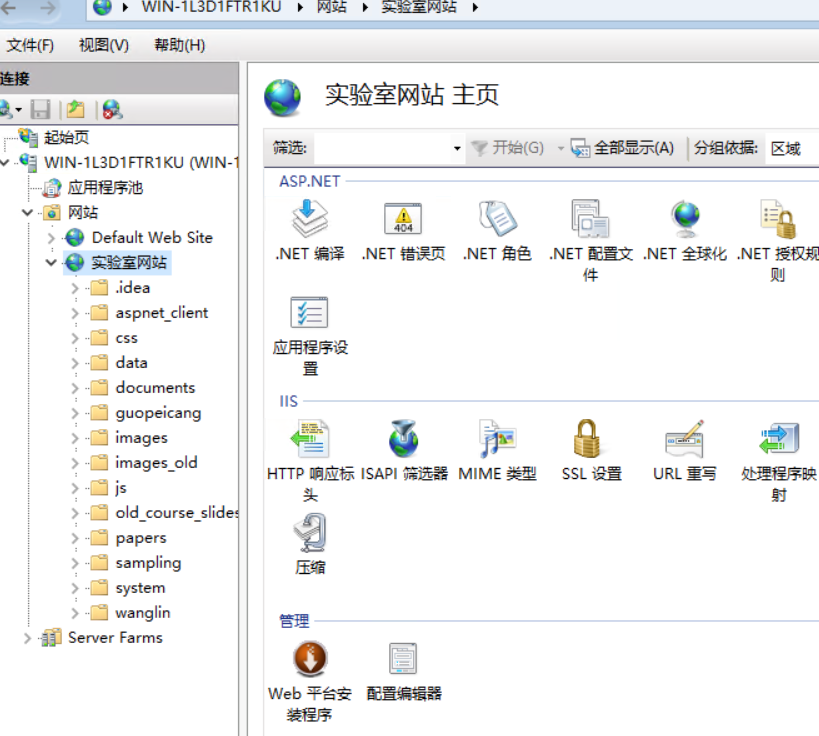 WIN-1L3D1FTR1KU 网站 实验室网站
文件(F) 视图(V) 帮助(H)
连接
起始页
WIN-1L3D1FTR1KU (WIN-1
应用程序池
网站
Default Web Site
实验室网站
.idea
aspnet_client
css
data
documents
guopeicang
images
images_old
js
old_course_slides
papers
sampling
system
wanglin
Server Farms
实验室网站 主页
筛选: 开始(G) 全部显示(A) 分组依据: 区域
ASP.NET
.NET 编译
404
.NET 错误页
.NET 角色
.NET 配置文
件
.NET 全球化
.NET 授权规
则
应用程序设
置
IIS
HTTP 响应标
头
ISAPI 筛选器
MIME 类型
SSL 设置
URL 重写
处理程序映
射
压缩
管理
Web 平台安
装程序
配置编辑器